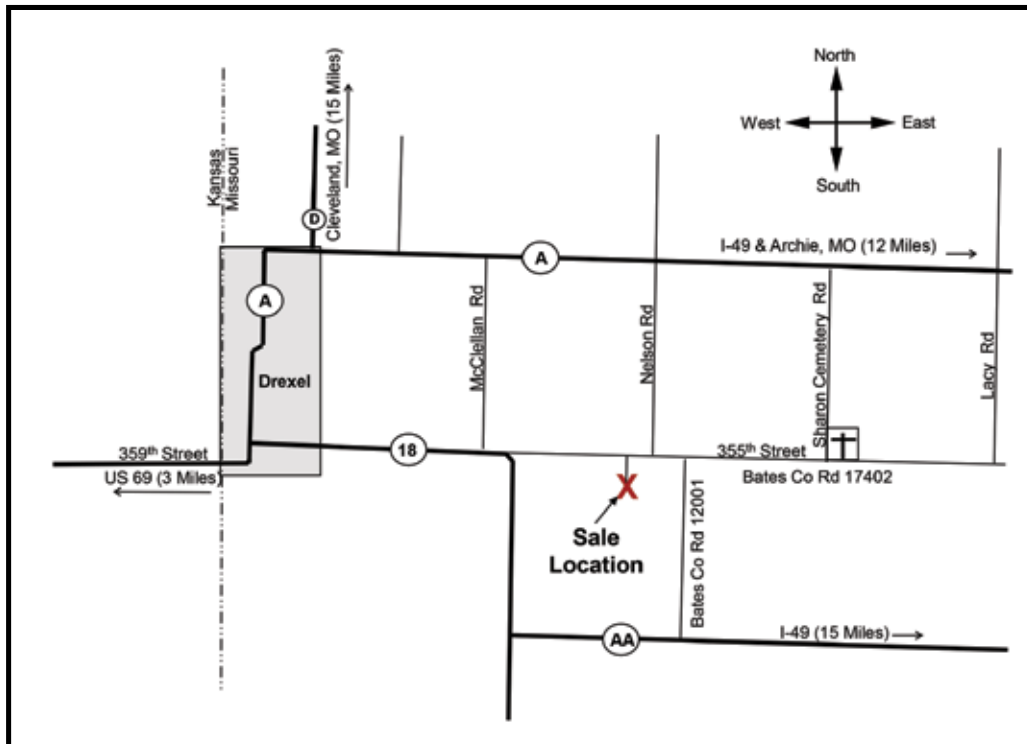 North
West
East
South
Kansas
Missouri
Cleveland, MO (15 Miles)
D
I-49 & Archie, MO (12 Miles)
A
A
McClellan Rd
Nelson Rd
Sharon Cemetery Rd
Lacy Rd
Drexel
359th Street
18
355th Street
US 69 (3 Miles)
Bates Co Rd 17402
X
Sale
Location
Bates Co Rd 12001
AA
I-49 (15 Miles)